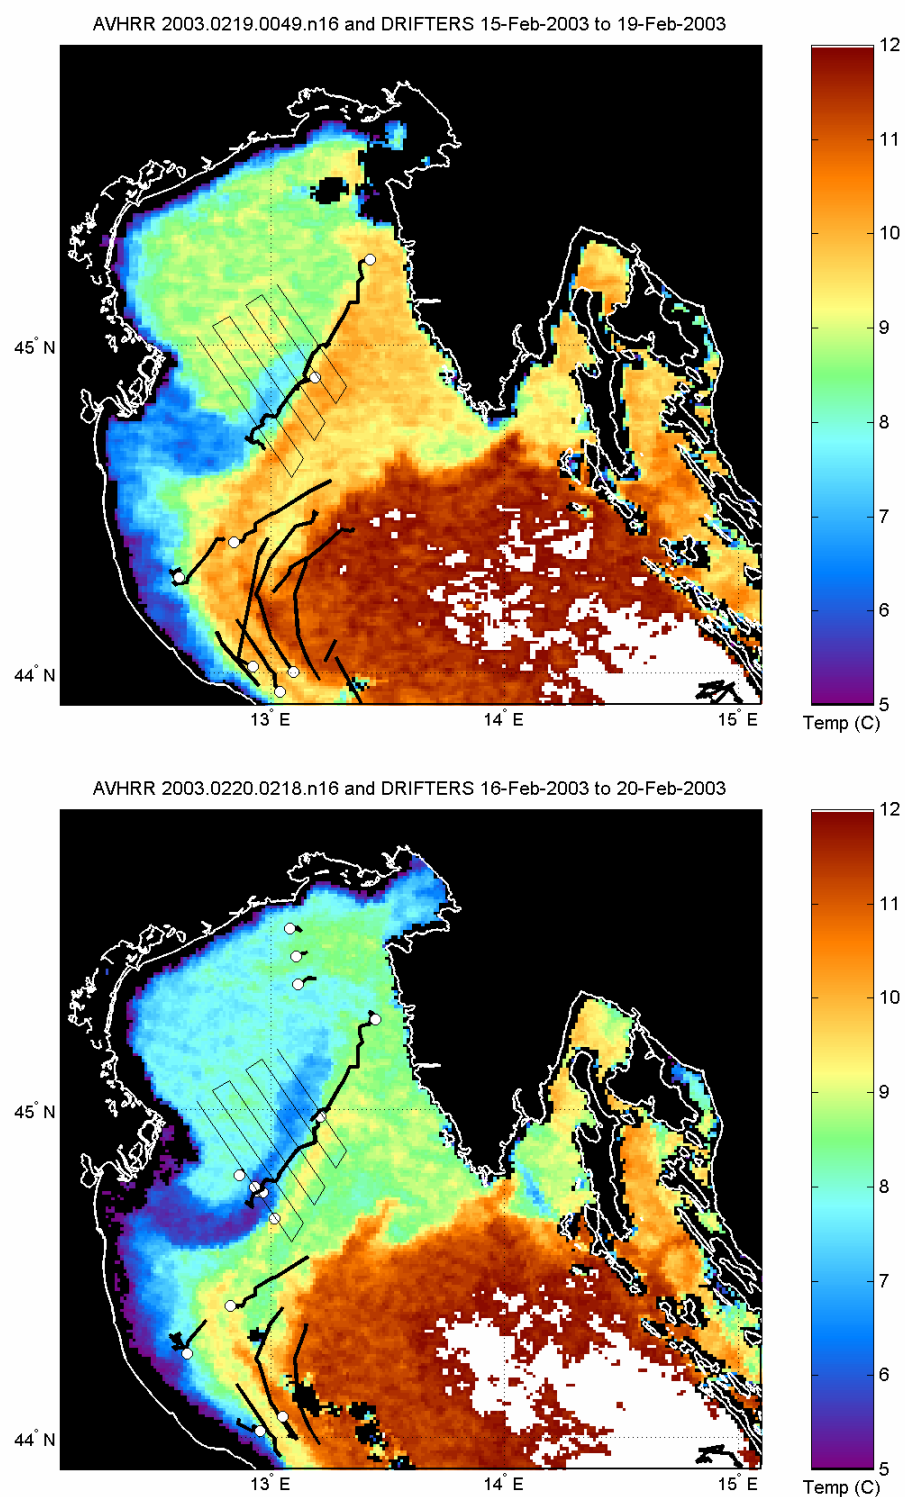 AVHRR 2003.0219.0049.n16 and DRIFTERS 15-Feb-2003 to 19-Feb-2003
12
11
10
9
8
7
6
5
45° N
44° N
13° E
14° E
15° E
Temp (C)
AVHRR 2003.0220.0218.n16 and DRIFTERS 16-Feb-2003 to 20-Feb-2003
12
11
10
9
8
7
6
5
45° N
44° N
13° E
14° E
15° E
Temp (C)